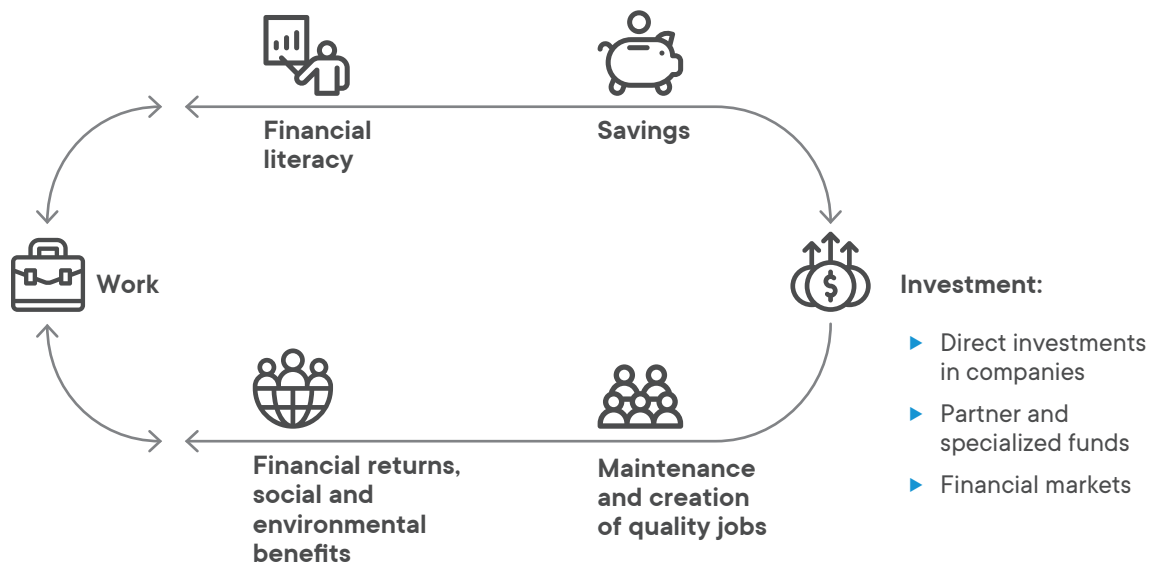 Financial
literacy
Savings
Work
Investment:
Direct investments
in companies
Partner and
specialized funds
Financial markets
Financial returns,
social and
environmental
benefits
Maintenance
and creation
of quality jobs
$